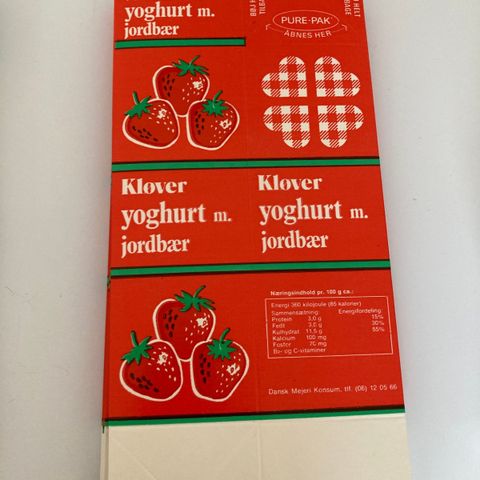 yoghurt m.
jordbær
PURE-PAK®
ÅBNES HER
Kløver
yoghurt m.
jordbær
Kløver
yoghurt m.
jordbær
Næringsindhold pr. 100 g ca.:
Energi 360 kilojoule (85 kalorier)
Sammensætning: Energifordeling:
Protein 3,0 g 15%
Fedt 3,0 g 30%
Kulhydrat 11,5 g 55%
Kalcium 100 mg
Fosfor 70 mg
B₂- og C-vitaminer
Dansk Mejeri Konsum, tlf. (06) 12 05 66